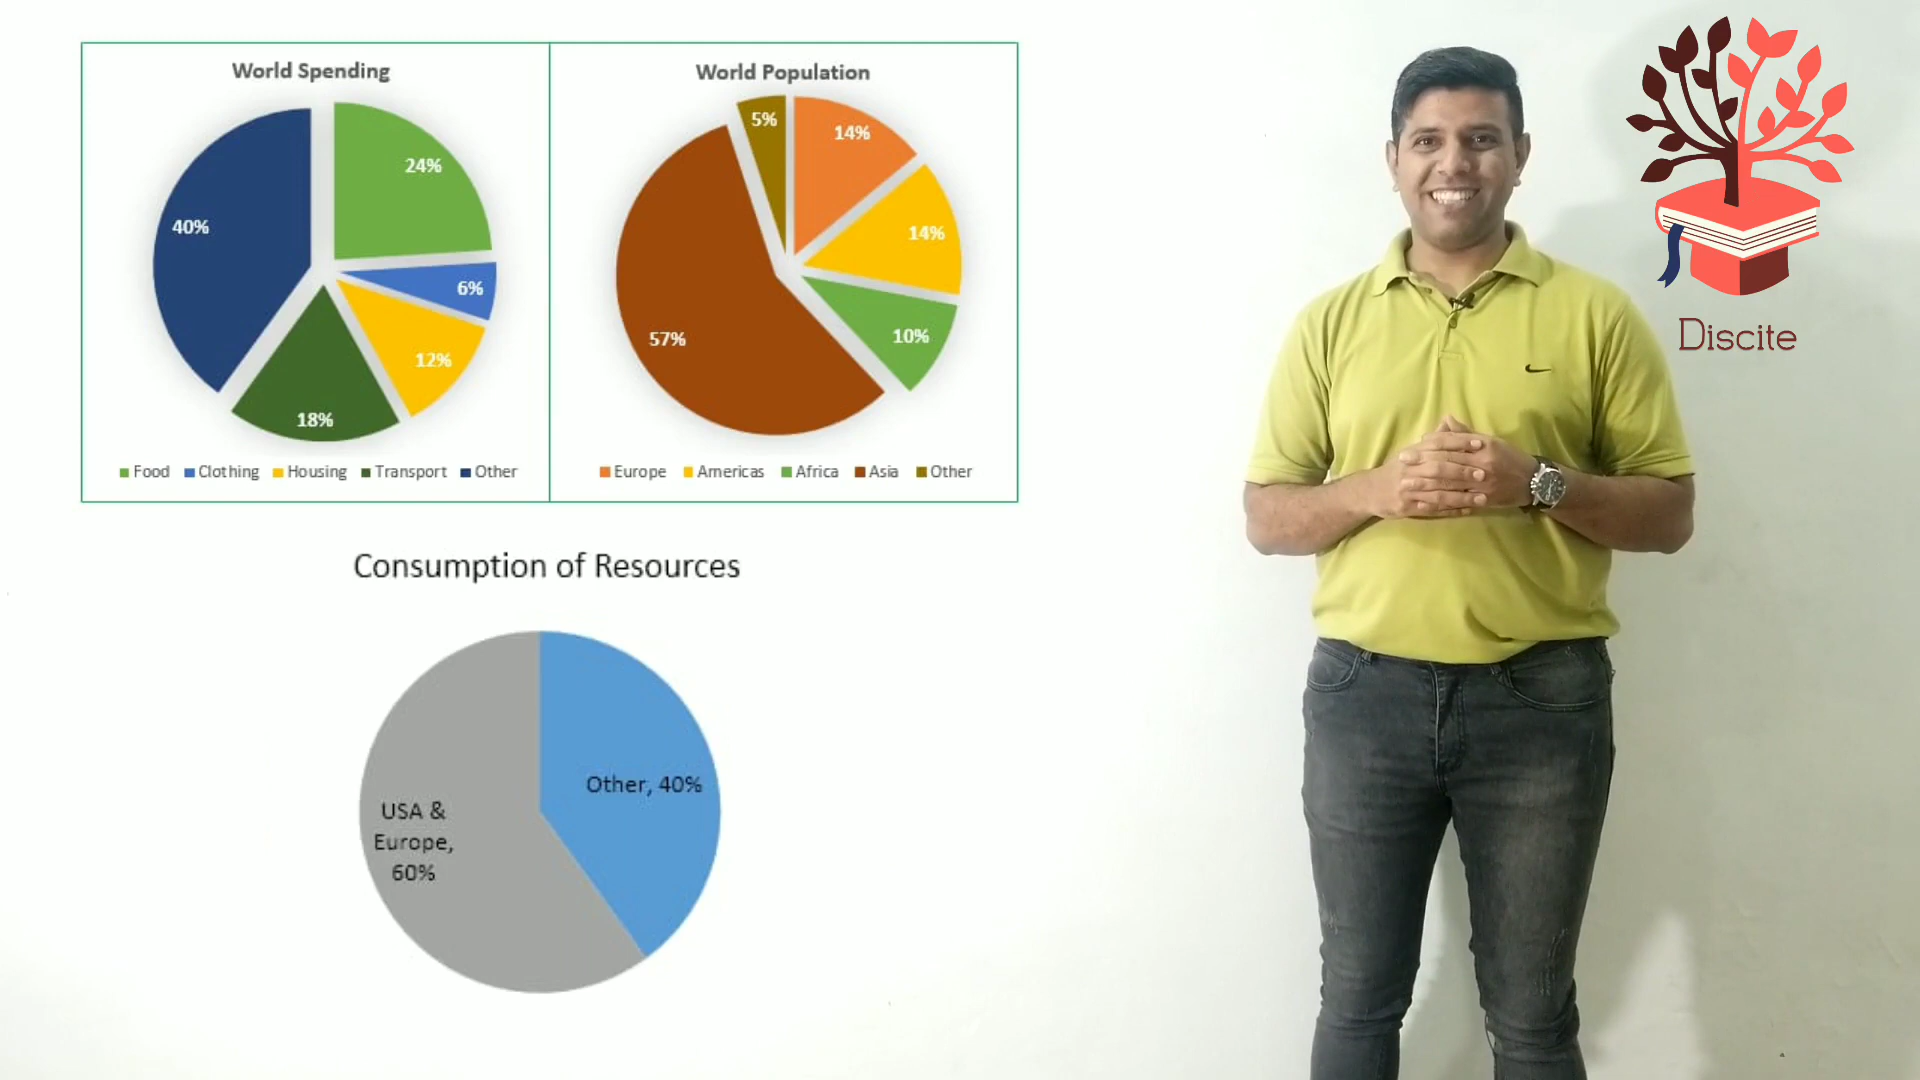 World Spending
24%
6%
12%
18%
40%
Food Clothing Housing Transport Other
World Population
5%
14%
14%
10%
57%
Europe Americas Africa Asia Other
Consumption of Resources
Other, 40%
USA &
Europe,
60%
Discite